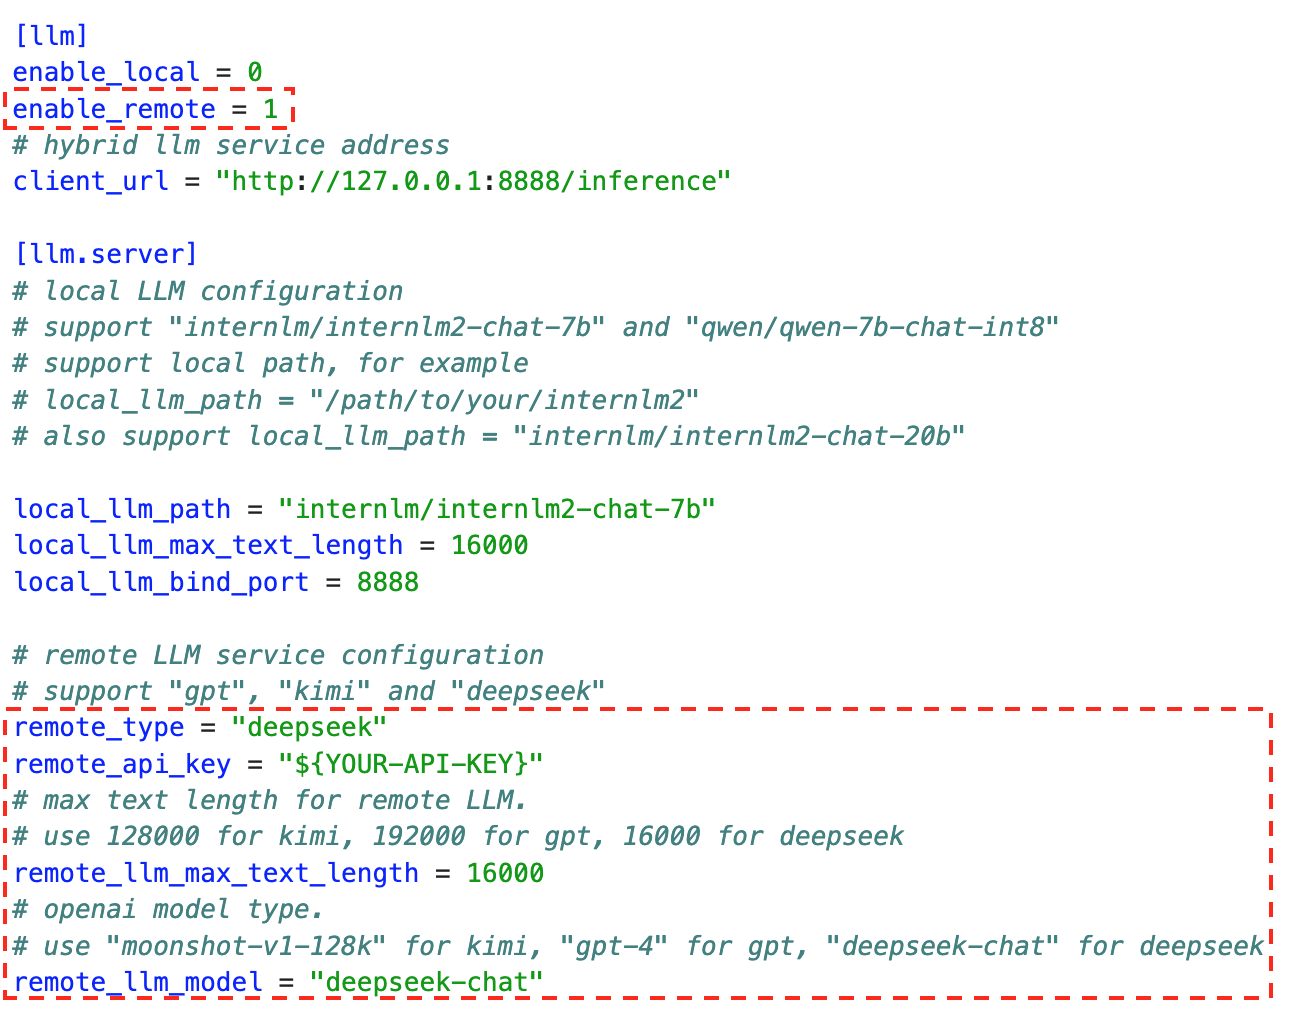 [llm]
enable_local = 0
enable_remote = 1
# hybrid llm service address
client_url = "http://127.0.0.1:8888/inference"
[llm.server]
# local LLM configuration
# support "internlm/internlm2-chat-7b" and "qwen/qwen-7b-chat-int8"
# support local path, for example
# local_llm_path = "/path/to/your/internlm2"
# also support local_llm_path = "internlm/internlm2-chat-20b"
local_llm_path = "internlm/internlm2-chat-7b"
local_llm_max_text_length = 16000
local_llm_bind_port = 8888
# remote LLM service configuration
# support "gpt", "kimi" and "deepseek"
remote_type = "deepseek"
remote_api_key = "${YOUR-API-KEY}"
# max text length for remote LLM.
# use 128000 for kimi, 192000 for gpt, 16000 for deepseek
remote_llm_max_text_length = 16000
# openai model type.
# use "moonshot-v1-128k" for kimi, "gpt-4" for gpt, "deepseek-chat" for deepseek
remote_llm_model = "deepseek-chat"